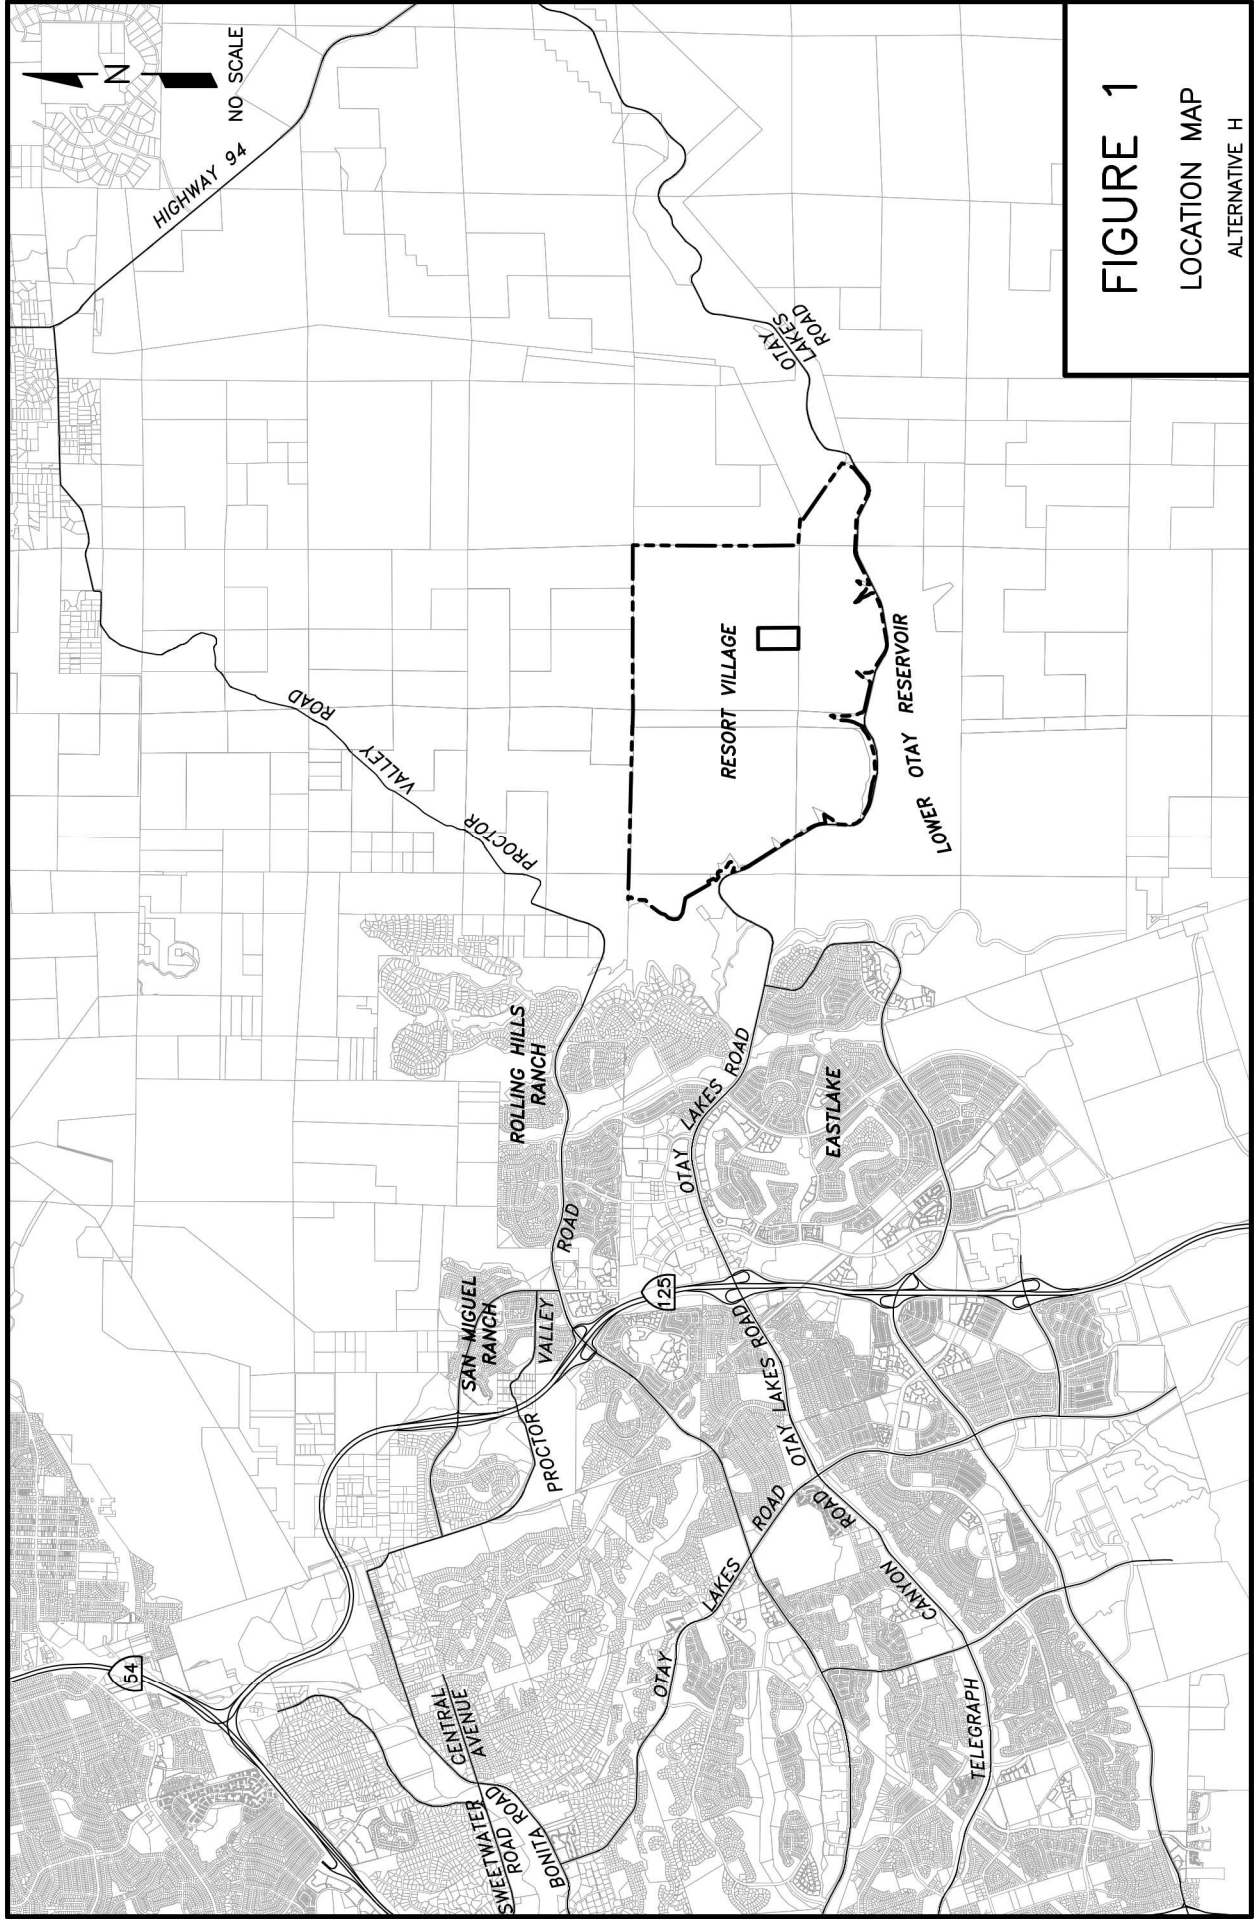 HIGHWAY 94
N
NO SCALE
PROCTOR
VALLEY
ROAD
OTAY
LAKES
ROAD
RESORT VILLAGE
LOWER OTAY RESERVOIR
ROLLING HILLS
RANCH
SAN MIGUEL
RANCH
PROCTOR
VALLEY
ROAD
125
54
OTAY LAKES ROAD
EASTLAKE
OTAY LAKES ROAD
OTAY
LAKES
ROAD
TELEGRAPH
CANYON
ROAD
CENTRAL
AVENUE
SWEETWATER
ROAD
BONITA ROAD
FIGURE 1
LOCATION MAP
ALTERNATIVE H